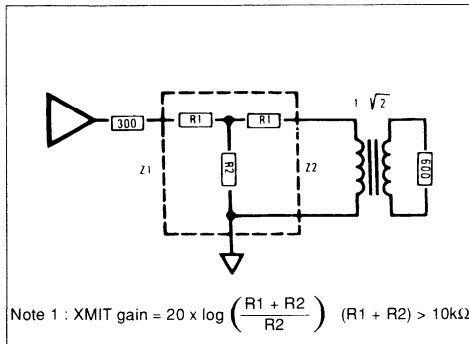 1 √2
300
R1
R1
Z1
R2
Z2
600
Note 1 : XMIT gain = 20 x log ( R1 + R2 / R2 ) (R1 + R2) > 10kΩ